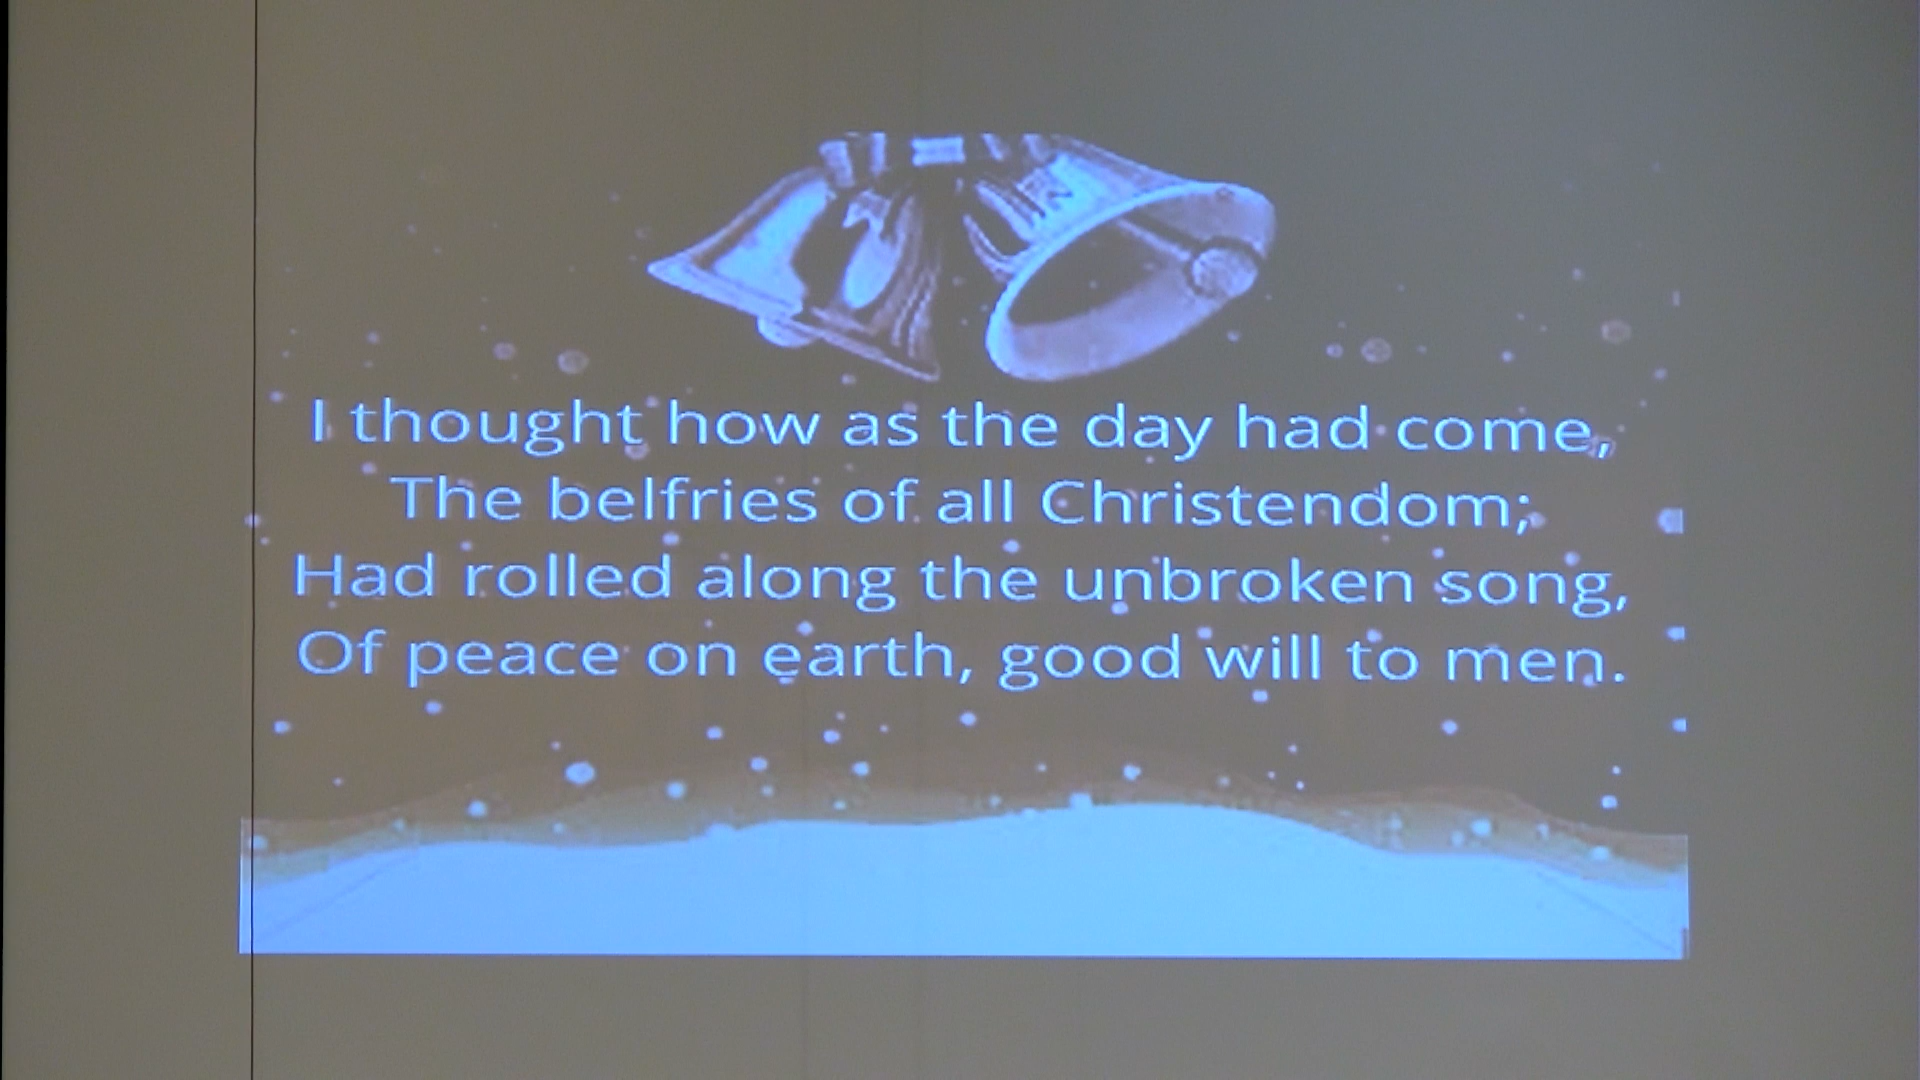 I thought how as the day had come,
The belfries of all Christendom;
Had rolled along the unbroken song,
Of peace on earth, good will to men.